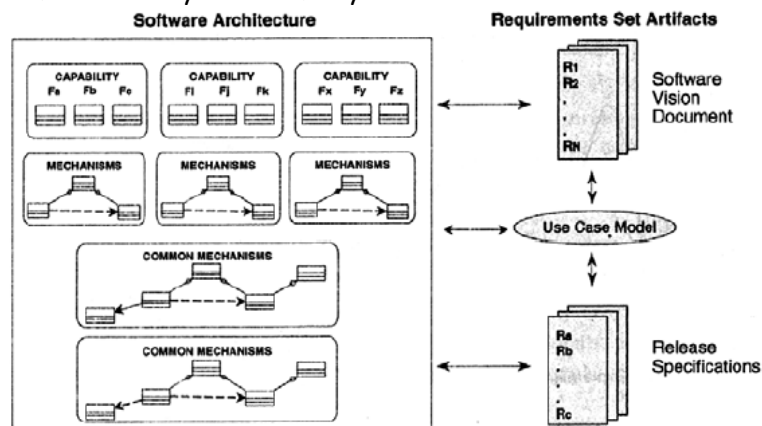 Software Architecture
Requirements Set Artifacts
CAPABILITY
Fa Fb Fc
CAPABILITY
Fi Fj Fk
CAPABILITY
Fx Fy Fz
R1
R2
.
.
.
RN
Software
Vision
Document
MECHANISMS
MECHANISMS
MECHANISMS
Use Case Model
COMMON MECHANISMS
COMMON MECHANISMS
Ra
Rb
.
.
.
Rc
Release
Specifications